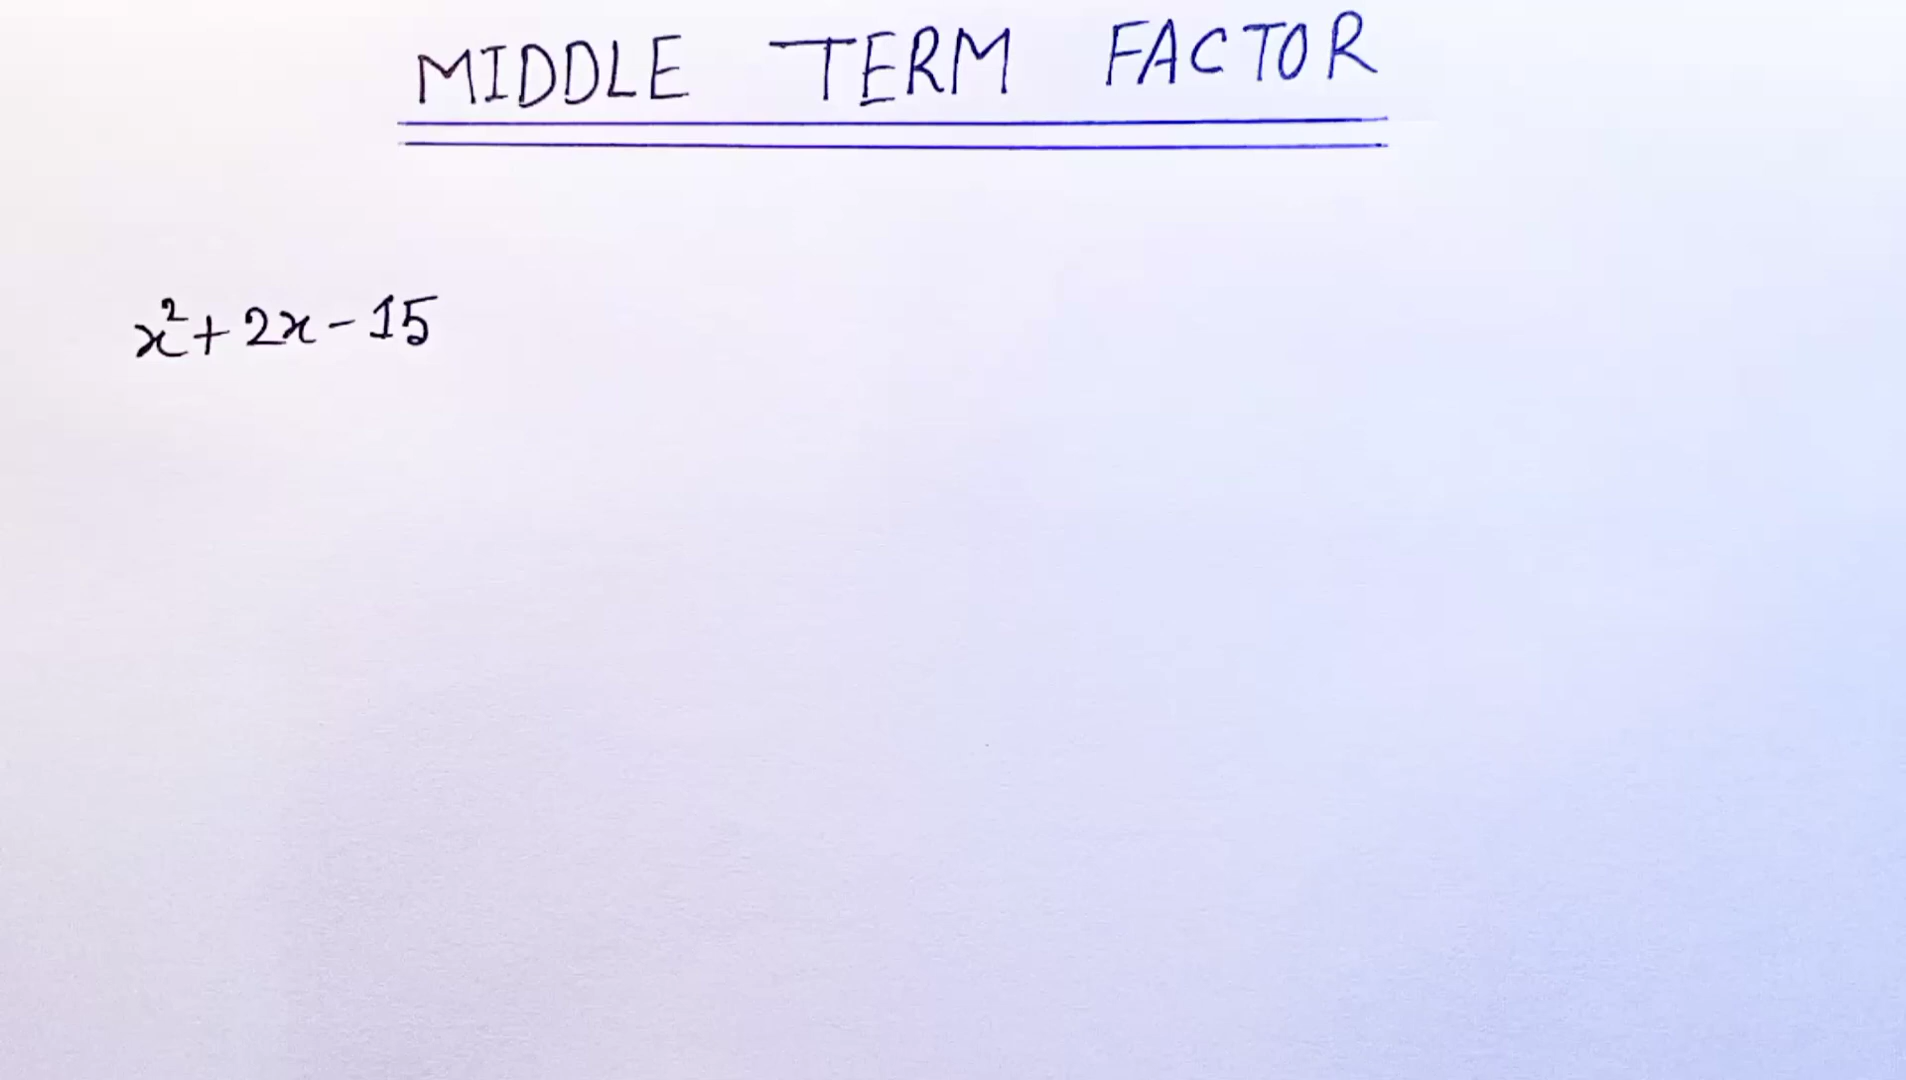 MIDDLE TERM FACTOR
x² + 2x - 15